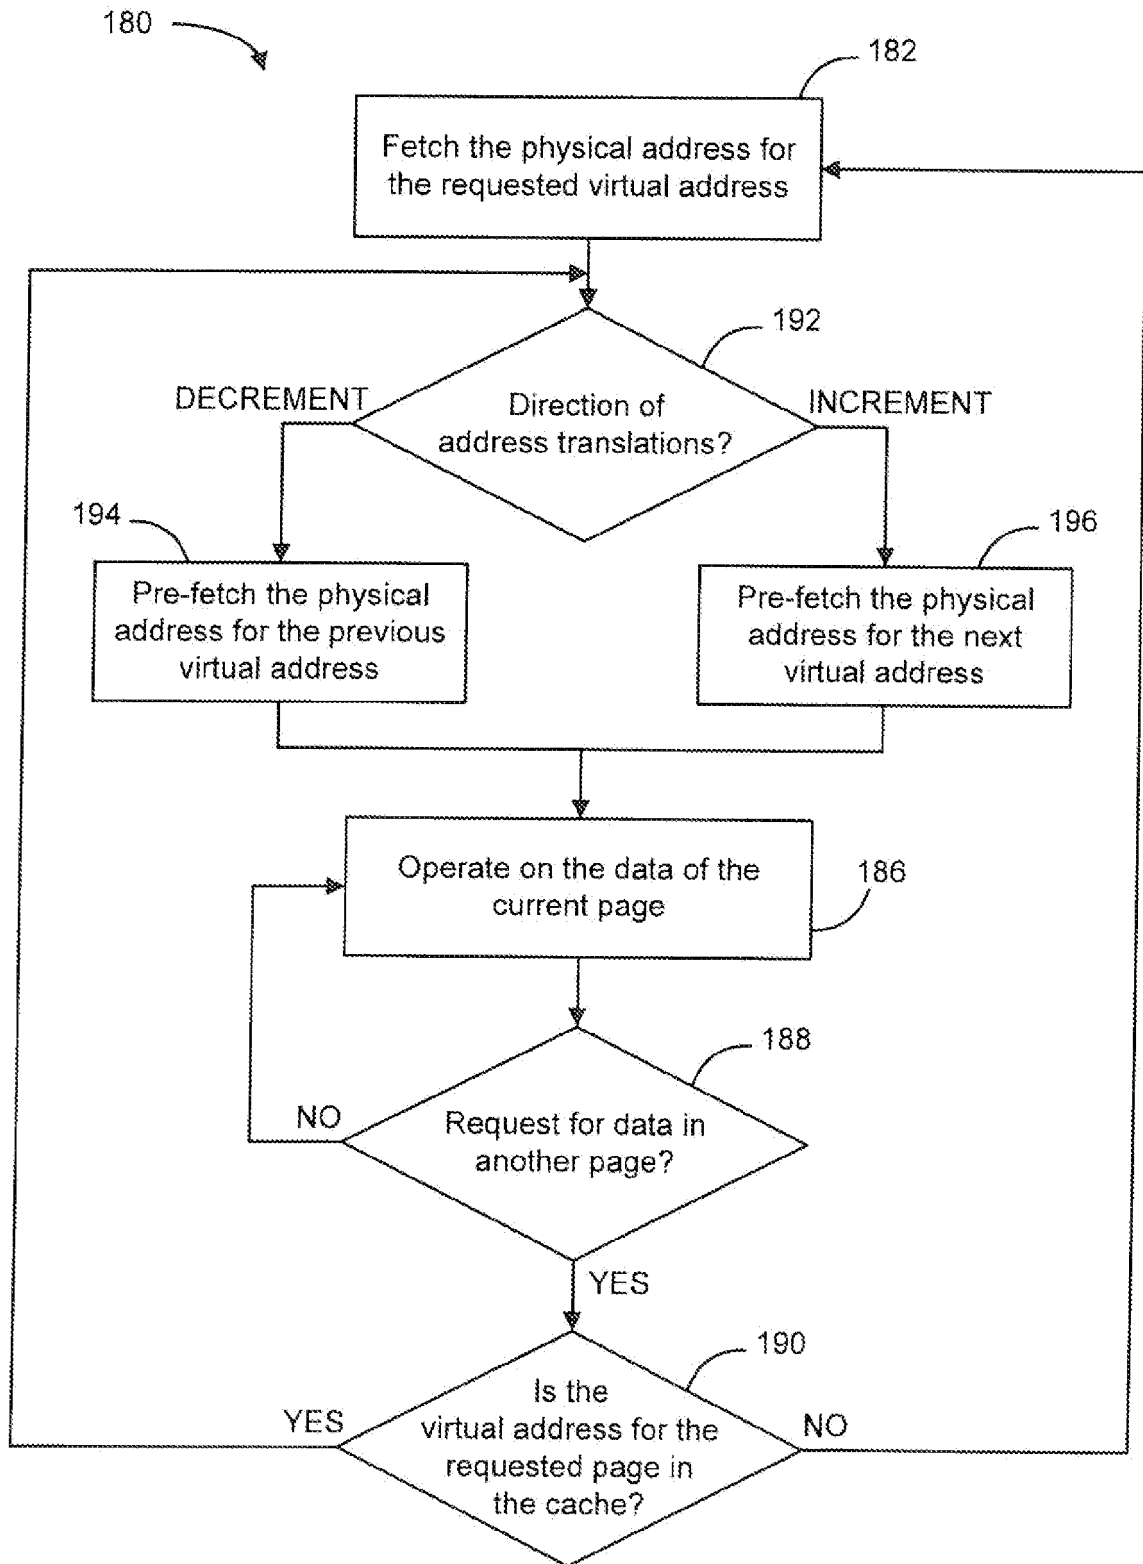 180
182
Fetch the physical address for
the requested virtual address
192
DECREMENT
INCREMENT
Direction of
address translations?
194
196
Pre-fetch the physical
address for the previous
virtual address
Pre-fetch the physical
address for the next
virtual address
Operate on the data of the
current page
186
188
NO
Request for data in
another page?
YES
190
YES
Is the
virtual address for the
requested page in
the cache?
NO